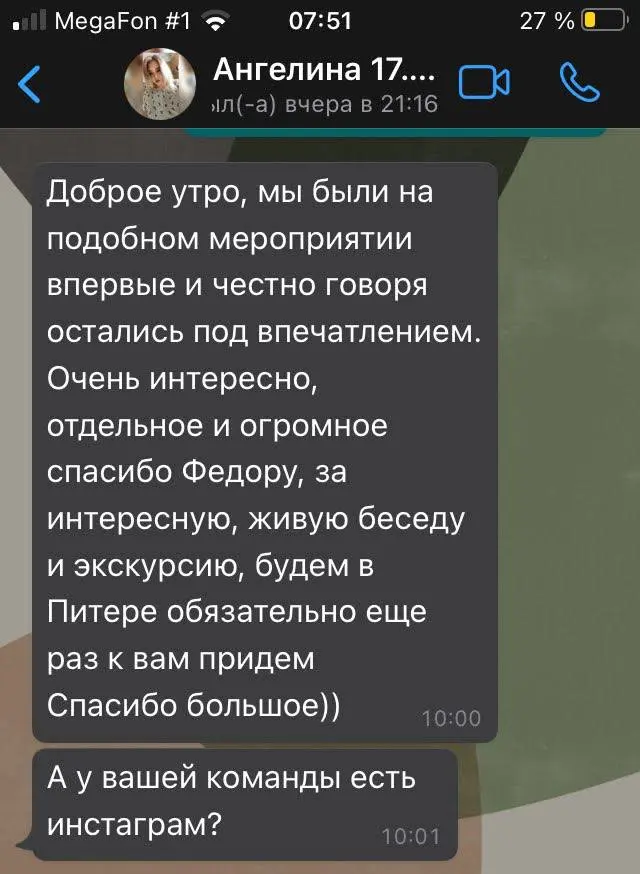 MegaFon #1 07:51 27 %
Ангелина 17....
ыл(-а) вчера в 21:16
Доброе утро, мы были на
подобном мероприятии
впервые и честно говоря
остались под впечатлением.
Очень интересно,
отдельное и огромное
спасибо Федору, за
интересную, живую беседу
и экскурсию, будем в
Питере обязательно еще
раз к вам придем
Спасибо большое))
10:00
А у вашей команды есть
инстаграм?
10:01